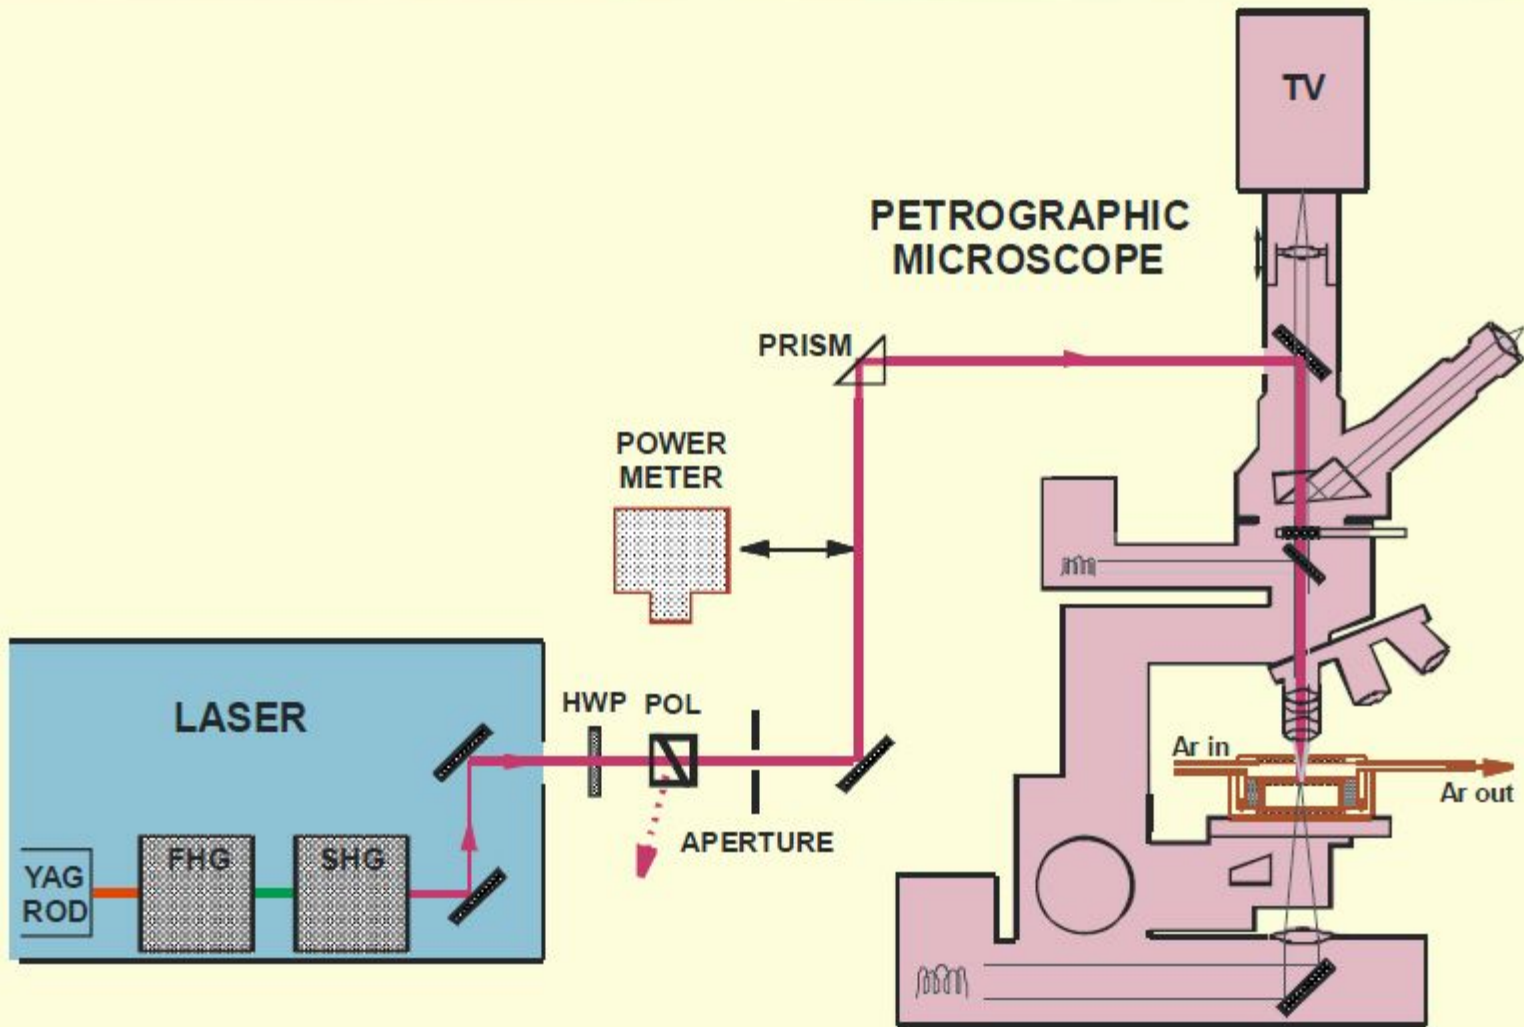 TV
PETROGRAPHIC
MICROSCOPE
PRISM
POWER
METER
LASER
HWP
POL
APERTURE
FHG
SHG
YAG
ROD
Ar in
Ar out